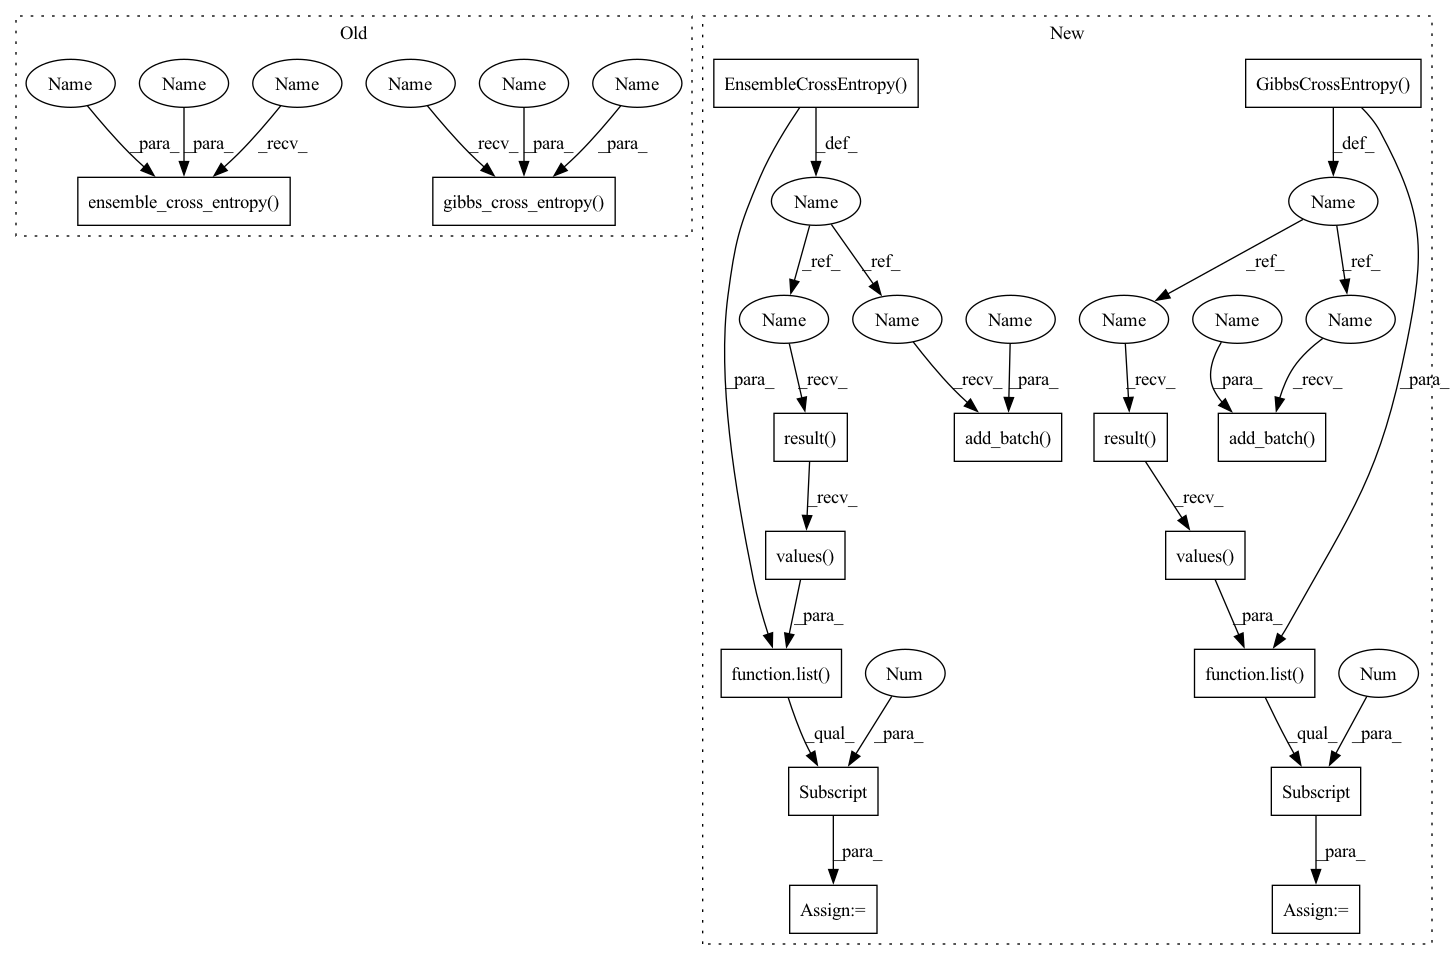 Old
New
Name Name Name Name Name Name EnsembleCrossEntropy() GibbsCrossEntropy()
_para_ _para_ _recv_ _recv_ _para_ _para_ _def_ _def_
ensemble_cross_entropy() gibbs_cross_entropy() Name Name
_ref_ _ref_ _ref_ _ref_
Name Name Name Name Name Name
_para_ _recv_ _recv_ _para_ _recv_ _para_ _recv_ _para_
result() add_batch() result() add_batch()
_recv_ _recv_
values() values()
_para_ _para_
function.list() Num function.list() Num
_qual_ _para_ _qual_ _para_
Subscript Subscript
_para_ _para_
Assign:= Assign:=